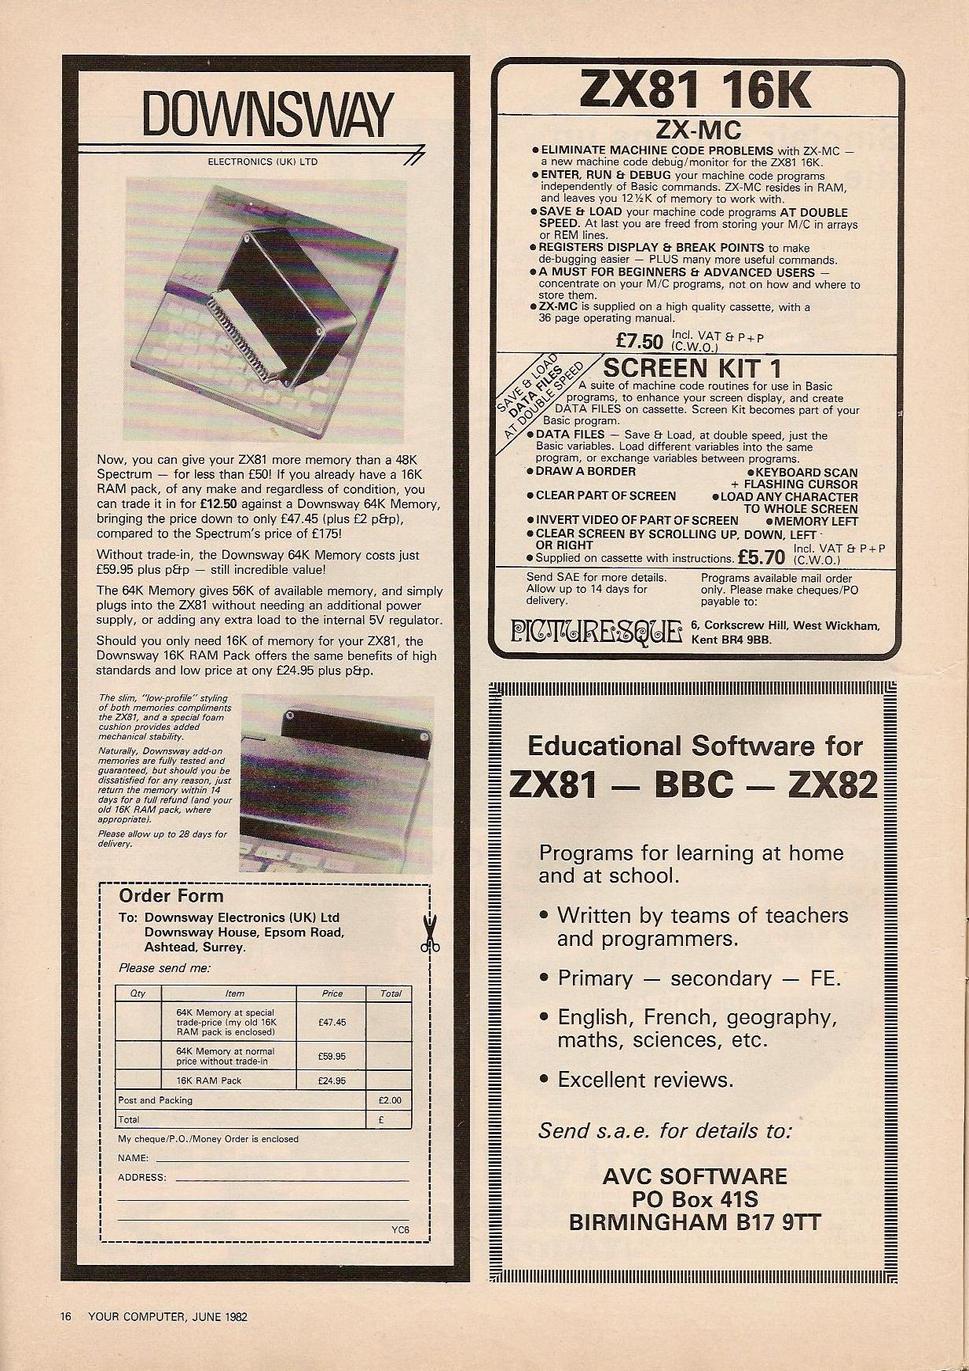 DOWNSWAY
ELECTRONICS (UK) LTD
Now, you can give your ZX81 more memory than a 48K
Spectrum — for less than £50! If you already have a 16K
RAM pack, of any make and regardless of condition, you
can trade it in for £12.50 against a Downsway 64K Memory,
bringing the price down to only £47.45 (plus £2 p&p),
compared to the Spectrum's price of £175!
Without trade-in, the Downsway 64K Memory costs just
£59.95 plus p&p — still incredible value!
The 64K Memory gives 56K of available memory, and simply
plugs into the ZX81 without needing an additional power
supply, or adding any extra load to the internal 5V regulator.
Should you only need 16K of memory for your ZX81, the
Downsway 16K RAM Pack offers the same benefits of high
standards and low price at ony £24.95 plus p&p.
The slim, "low-profile" styling
of both memories compliments
the ZX81, and a special foam
cushion provides added
mechanical stability.
Naturally, Downsway add-on
memories are fully tested and
guaranteed, but should you be
dissatisfied for any reason, just
return the memory within 14
days for a full refund (and your
old 16K RAM pack, where
appropriate).
Please allow up to 28 days for
delivery.
Order Form
To: Downsway Electronics (UK) Ltd
Downsway House, Epsom Road,
Ashtead, Surrey.
Please send me:
Qty Item Price Total
64K Memory at special
trade-price (my old 16K
RAM pack is enclosed) £47.45
64K Memory at normal
price without trade-in £59.95
16K RAM Pack £24.95
Post and Packing £2.00
Total £
My cheque/P.O./Money Order is enclosed
NAME:
ADDRESS:
YC6
ZX81 16K
ZX-MC
● ELIMINATE MACHINE CODE PROBLEMS with ZX-MC —
a new machine code debug/monitor for the ZX81 16K.
● ENTER, RUN & DEBUG your machine code programs
independently of Basic commands. ZX-MC resides in RAM,
and leaves you 12½K of memory to work with.
● SAVE & LOAD your machine code programs AT DOUBLE
SPEED. At last you are freed from storing your M/C in arrays
or REM lines.
● REGISTERS DISPLAY & BREAK POINTS to make
de-bugging easier — PLUS many more useful commands.
● A MUST FOR BEGINNERS & ADVANCED USERS —
concentrate on your M/C programs, not on how and where to
store them.
● ZX-MC is supplied on a high quality cassette, with a
36 page operating manual.
£7.50 Incl. VAT & P+P
(C.W.O.)
SAVE & LOAD
DATA FILES
AT DOUBLE SPEED
SCREEN KIT 1
A suite of machine code routines for use in Basic
programs, to enhance your screen display, and create
DATA FILES on cassette. Screen Kit becomes part of your
Basic program.
● DATA FILES — Save & Load, at double speed, just the
Basic variables. Load different variables into the same
program, or exchange variables between programs.
● DRAW A BORDER ● KEYBOARD SCAN
+ FLASHING CURSOR
● CLEAR PART OF SCREEN ● LOAD ANY CHARACTER
TO WHOLE SCREEN
● INVERT VIDEO OF PART OF SCREEN ● MEMORY LEFT
● CLEAR SCREEN BY SCROLLING UP, DOWN, LEFT
OR RIGHT
● Supplied on cassette with instructions. £5.70 Incl. VAT & P+P
(C.W.O.)
Send SAE for more details.
Allow up to 14 days for
delivery.
Programs available mail order
only. Please make cheques/PO
payable to:
PICTURESQUE
6, Corkscrew Hill, West Wickham,
Kent BR4 9BB.
Educational Software for
ZX81 — BBC — ZX82
Programs for learning at home
and at school.
• Written by teams of teachers
and programmers.
• Primary — secondary — FE.
• English, French, geography,
maths, sciences, etc.
• Excellent reviews.
Send s.a.e. for details to:
AVC SOFTWARE
PO Box 41S
BIRMINGHAM B17 9TT
16 YOUR COMPUTER, JUNE 1982